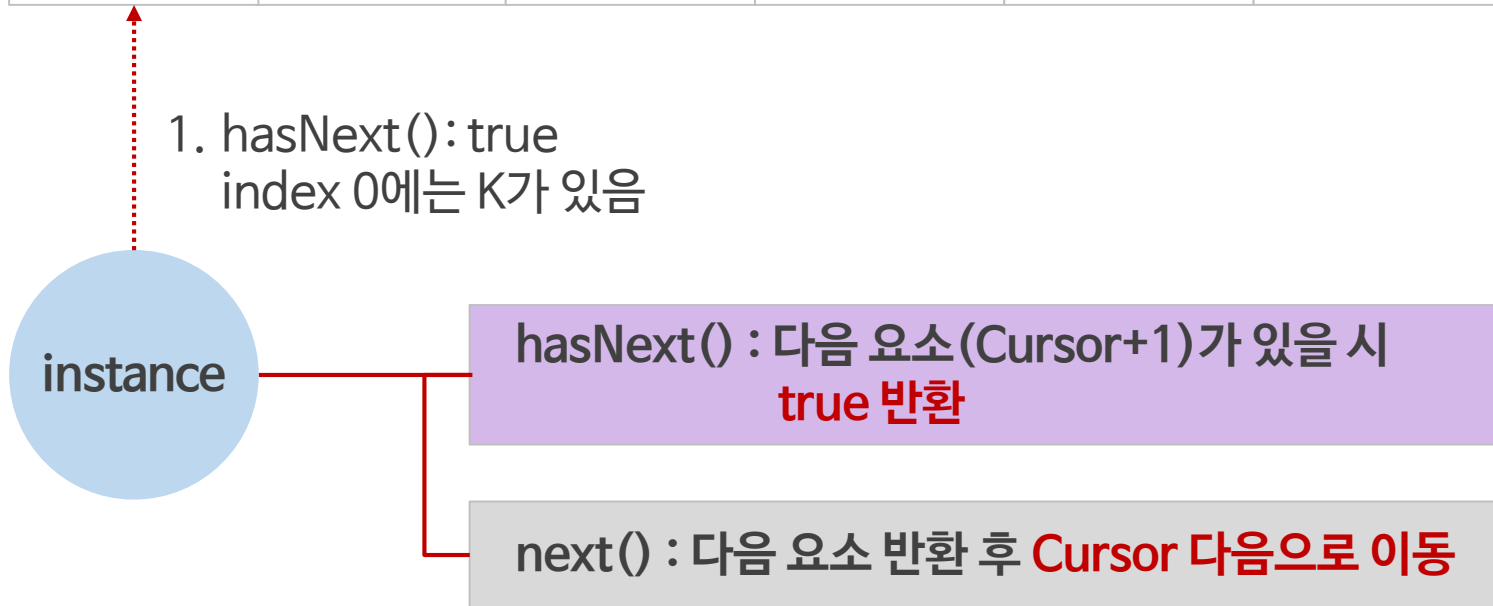 1. hasNext(): true
index 0에는 K가 있음
instance
hasNext() : 다음 요소(Cursor+1)가 있을 시
true 반환
next() : 다음 요소 반환 후 Cursor 다음으로 이동